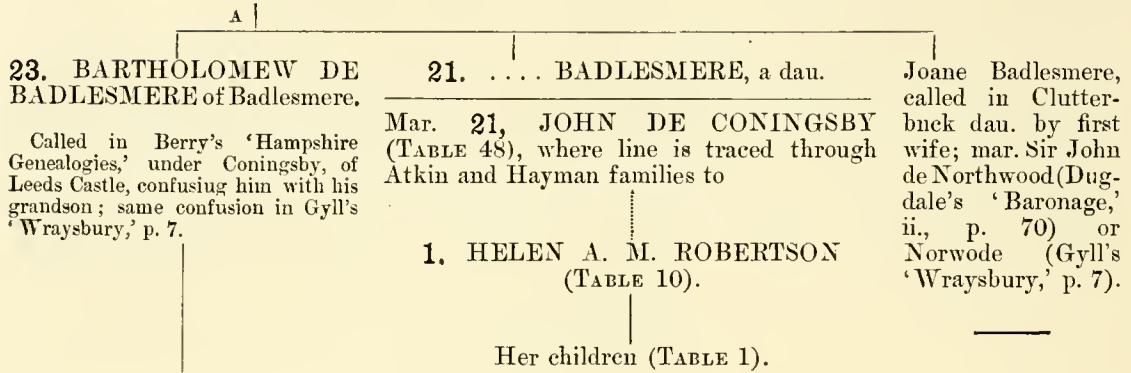 A
23. BARTHOLOMEW DE
BADLESMERE of Badlesmere.
Called in Berry's ‘Hampshire
Genealogies,’ under Coningsby, of
Leeds Castle, confusing him with his
grandson; same confusion in Gyll's
‘Wraysbury,’ p. 7.
21. .... BADLESMERE, a dau.
Mar. 21, JOHN DE CONINGSBY
(TABLE 48), where line is traced through
Atkin and Hayman families to
1. HELEN A. M. ROBERTSON
(TABLE 10).
Her children (TABLE 1).
Joane Badlesmere,
called in Clutter-
buck dau. by first
wife; mar. Sir John
de Northwood (Dug-
dale's ‘Baronage,’
ii., p. 70) or
Norwode (Gyll's
‘Wraysbury,’ p. 7).